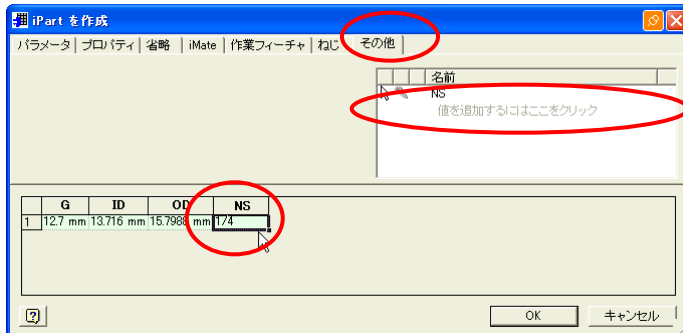 iPart を作成
パラメータ プロパティ 省略 iMate 作業フィーチャ ねじ その他
名前
NS
値を追加するにはここをクリック
G ID OD NS
1 12.7 mm 13.716 mm 15.7988 mm 1/4
OK キャンセル